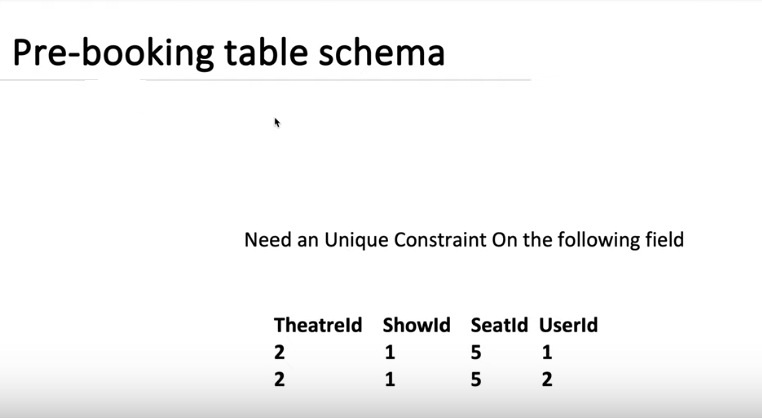 Pre-booking table schema
Need an Unique Constraint On the following field
TheatreId ShowId SeatId UserId
2 1 5 1
2 1 5 2